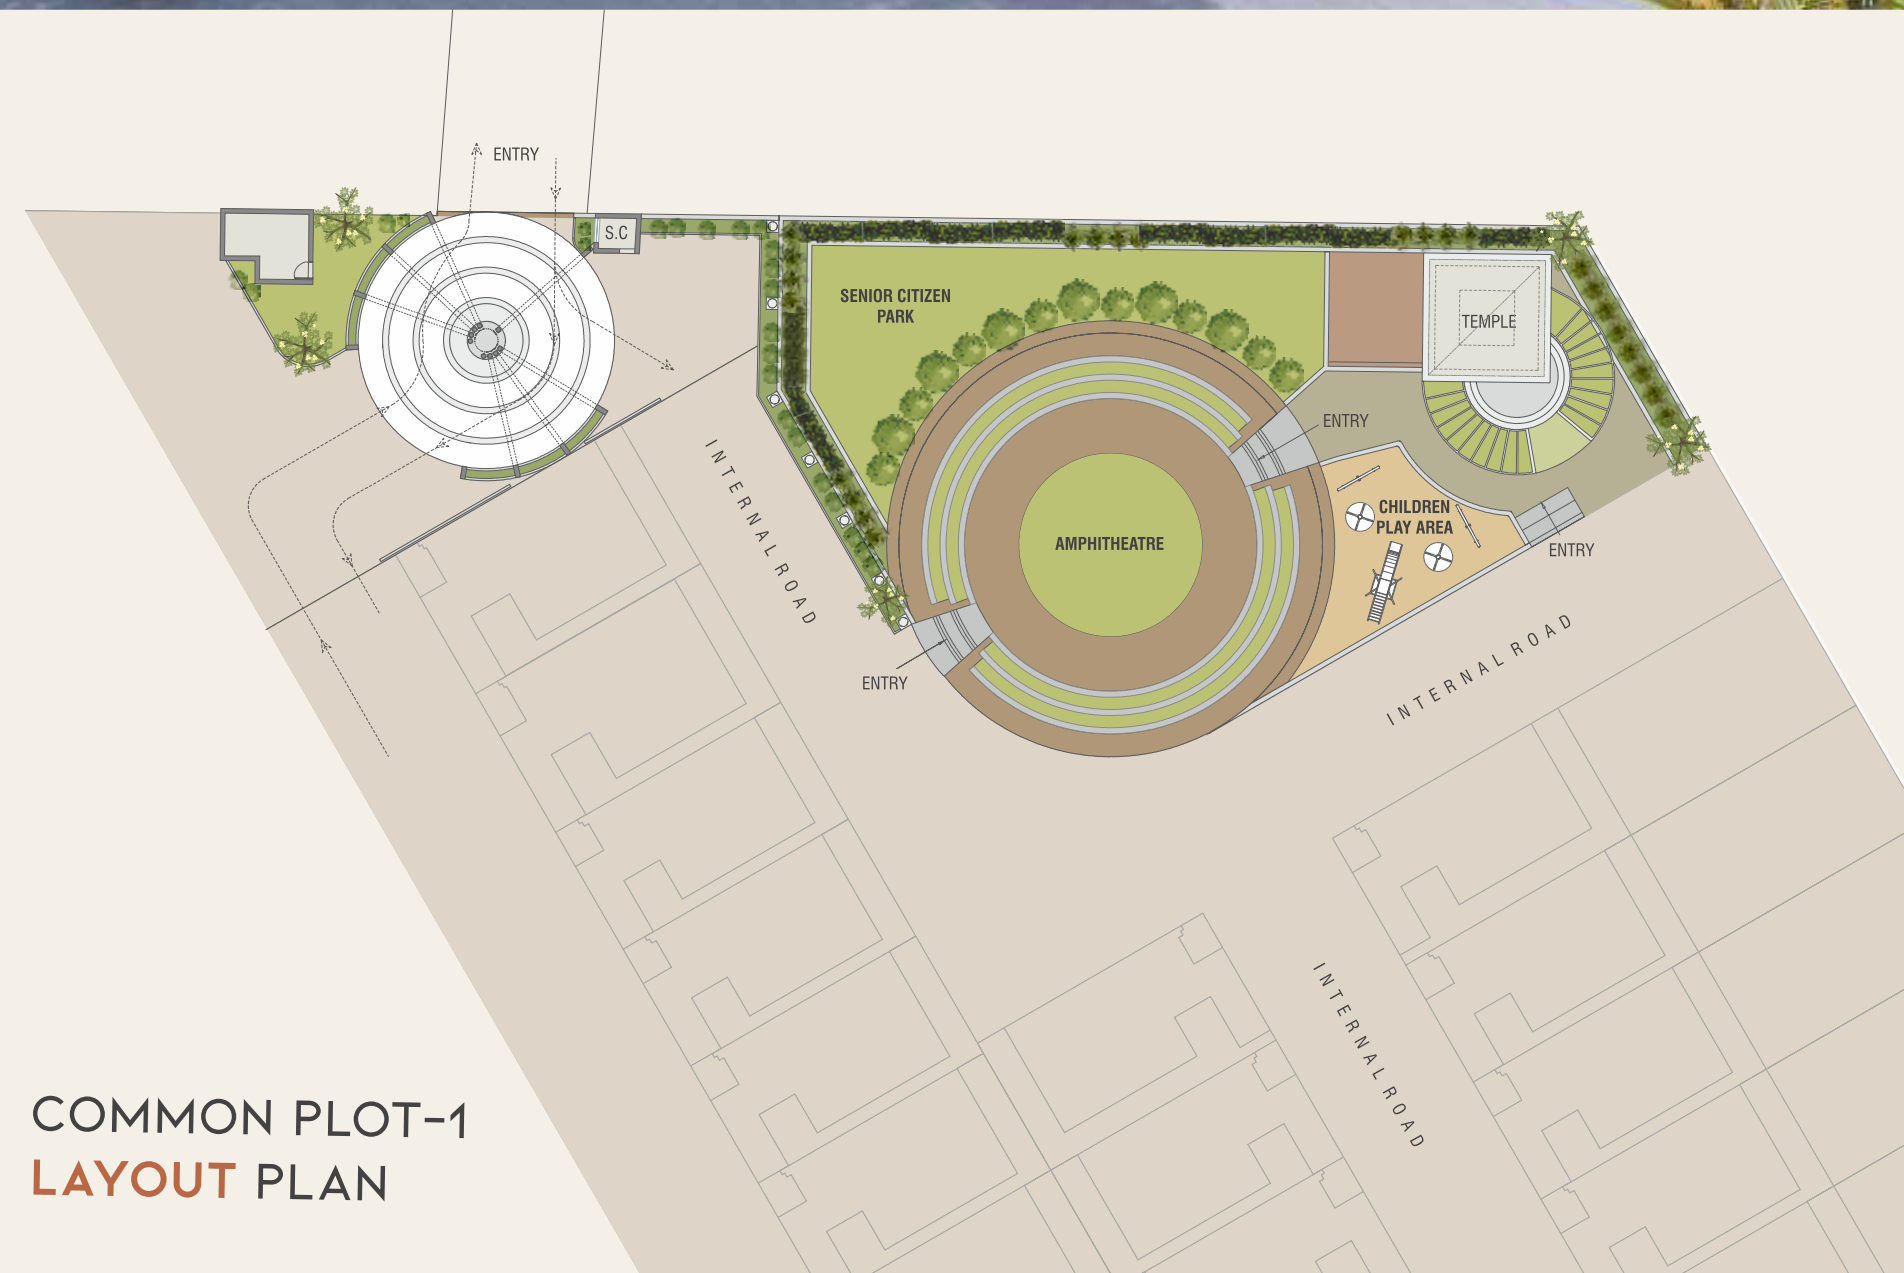 ENTRY
S.C
SENIOR CITIZEN
PARK
TEMPLE
ENTRY
CHILDREN
PLAY AREA
AMPHITHEATRE
ENTRY
INTERNAL ROAD
ENTRY
INTERNAL ROAD
INTERNAL ROAD
COMMON PLOT-1
LAYOUT PLAN